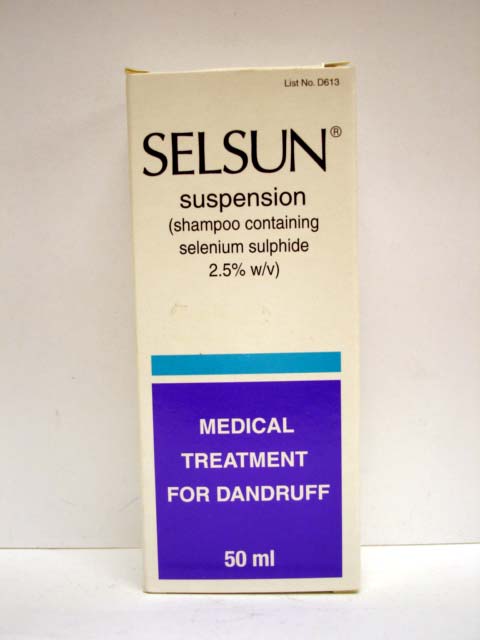 List No. D613
SELSUN®
suspension
(shampoo containing
selenium sulphide
2.5% w/v)
MEDICAL
TREATMENT
FOR DANDRUFF
50 ml